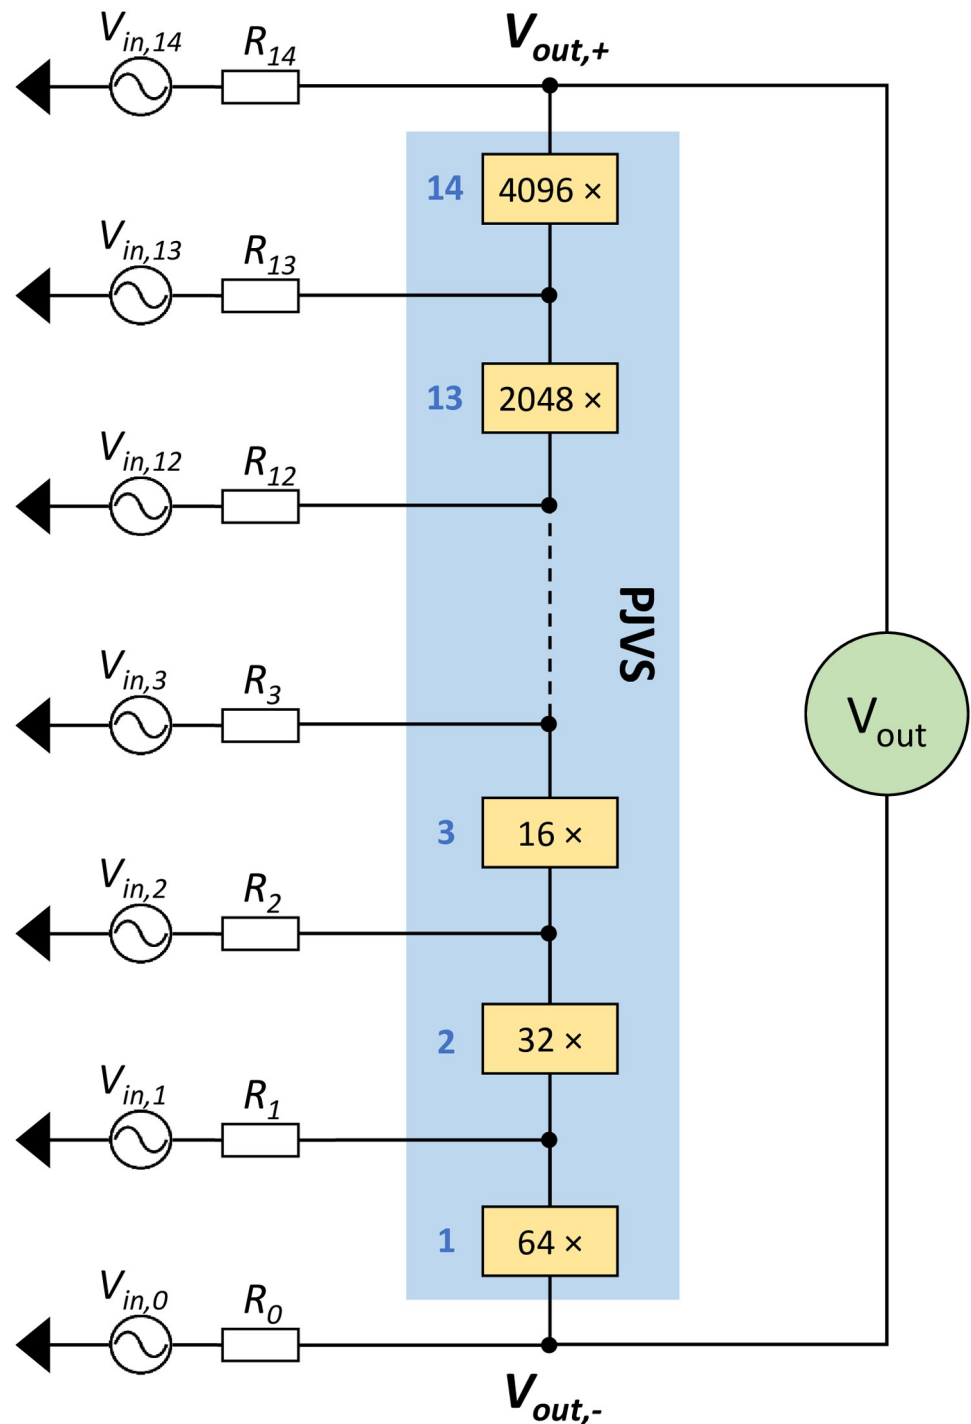 V_in,14 R_14 V_out,+
14 4096 ×
V_in,13 R_13
13 2048 ×
V_in,12 R_12
PJVS
V_in,3 R_3
V_out
3 16 ×
V_in,2 R_2
2 32 ×
V_in,1 R_1
1 64 ×
V_in,0 R_0
V_out,-